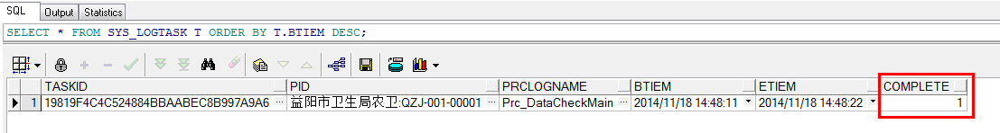 SQL Output Statistics
SELECT * FROM SYS_LOGTASK T ORDER BY T.BTIEM DESC;
TASKID PID PRCLOGNAME BTIEM ETIEM COMPLETE
1 19819F4C4C524884BBAABEC8B997A9A6 ··· 益阳市卫生局农卫:QZJ-001-00001 ··· Prc_DataCheckMain ··· 2014/11/18 14:48:11 2014/11/18 14:48:22 1